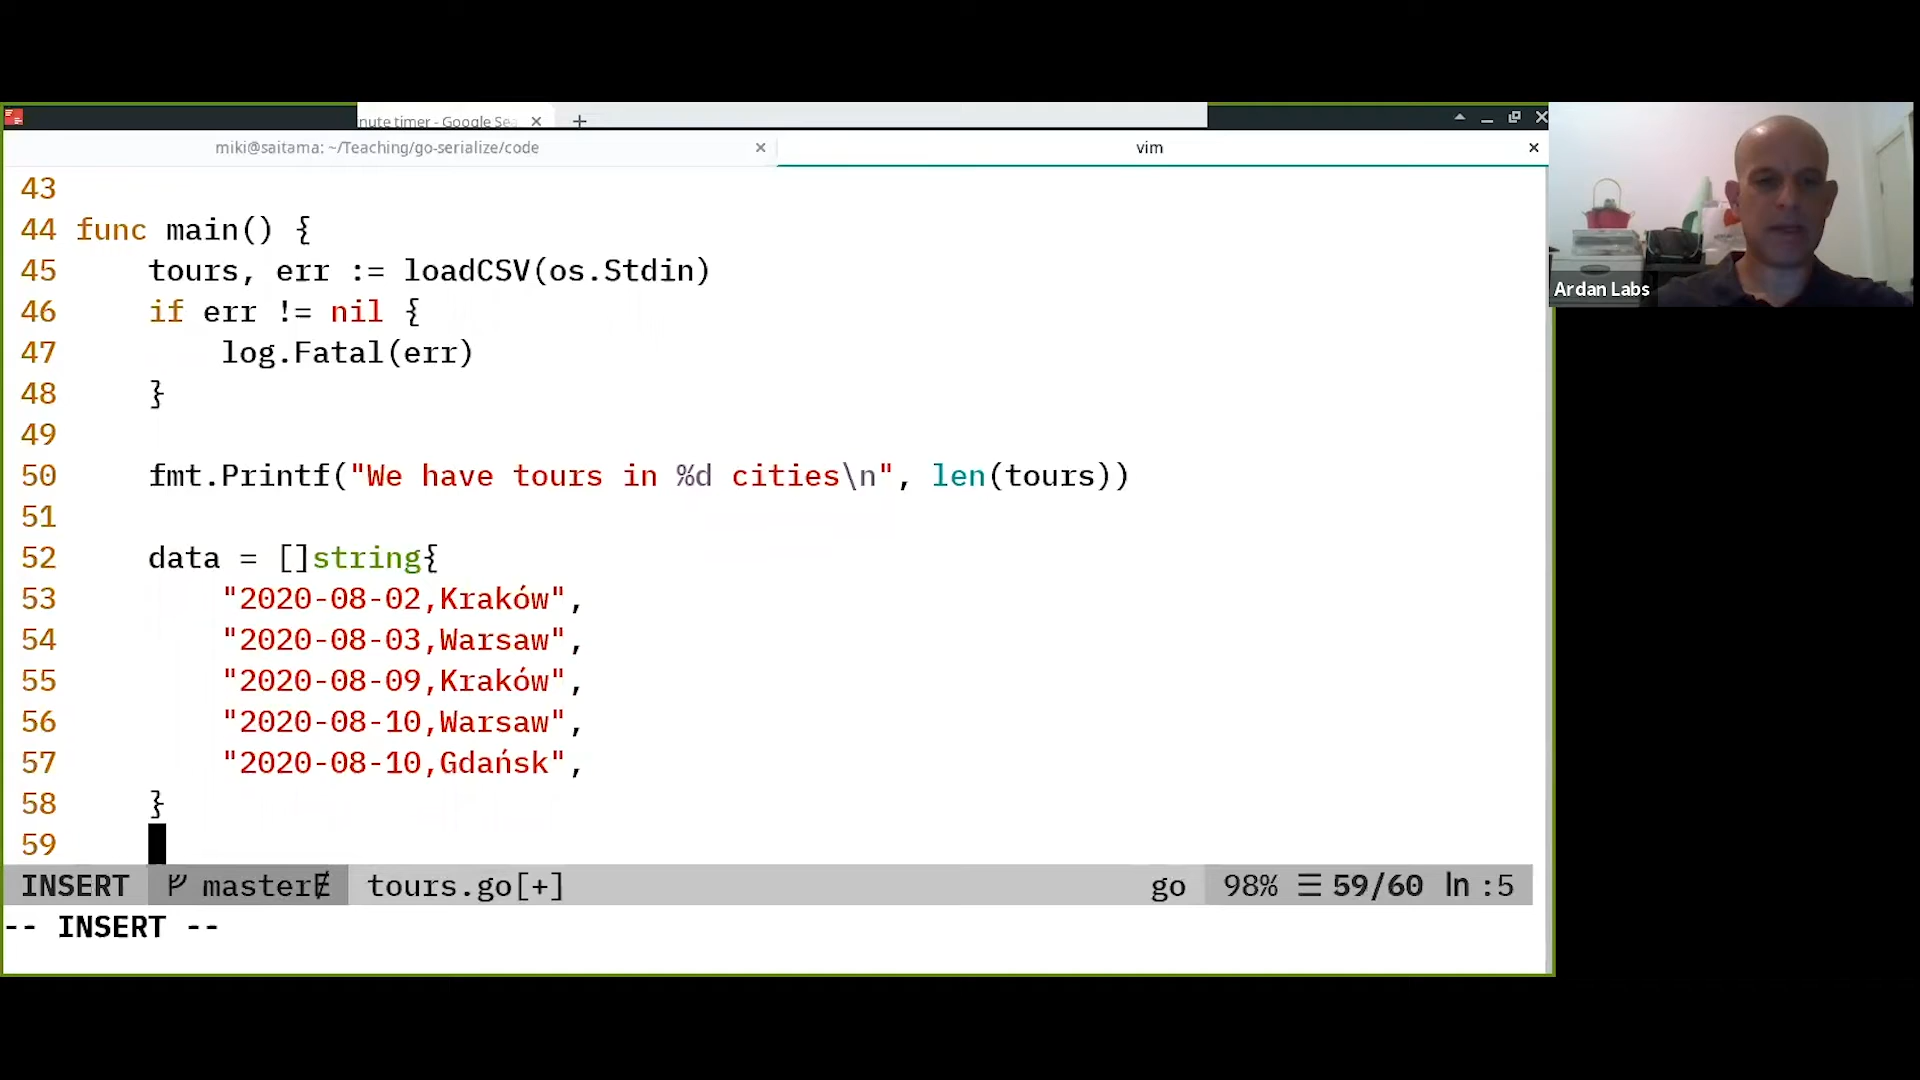 nute timer - Google Sea
miki@saitama: ~/Teaching/go-serialize/code
vim
43
44 func main() {
45 tours, err := loadCSV(os.Stdin)
46 if err != nil {
47 log.Fatal(err)
48 }
49
50 fmt.Printf("We have tours in %d cities\n", len(tours))
51
52 data = []string{
53 "2020-08-02,Kraków",
54 "2020-08-03,Warsaw",
55 "2020-08-09,Kraków",
56 "2020-08-10,Warsaw",
57 "2020-08-10,Gdańsk",
58 }
59
INSERT master tours.go[+] go 98% ☰ 59/60 ln :5
-- INSERT --
Ardan Labs